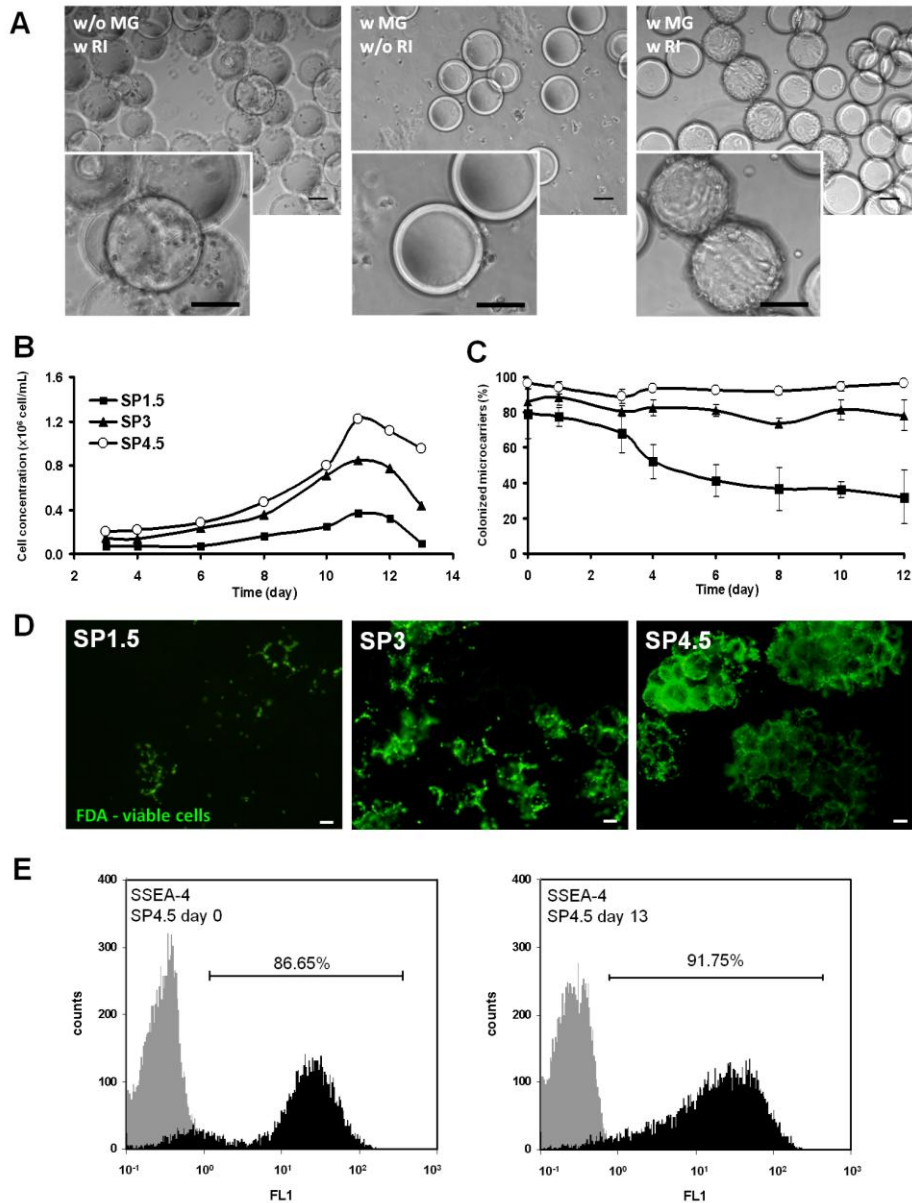 A
w/o MG
w RI
w MG
w/o RI
w MG
w RI
B
Cell concentration (x10⁶ cell/mL)
1.6
1.2
0.8
0.4
0.0
SP1.5
SP3
SP4.5
2 4 6 8 10 12 14
Time (day)
C
Colonized microcarriers (%)
100
80
60
40
20
0
0 2 4 6 8 10 12
Time (day)
D
SP1.5
FDA - viable cells
SP3
SP4.5
E
counts
400
300
200
100
0
SSEA-4
SP4.5 day 0
86.65%
10⁻¹ 10⁰ 10¹ 10² 10³
FL1
counts
400
300
200
100
0
SSEA-4
SP4.5 day 13
91.75%
10⁻¹ 10⁰ 10¹ 10² 10³
FL1